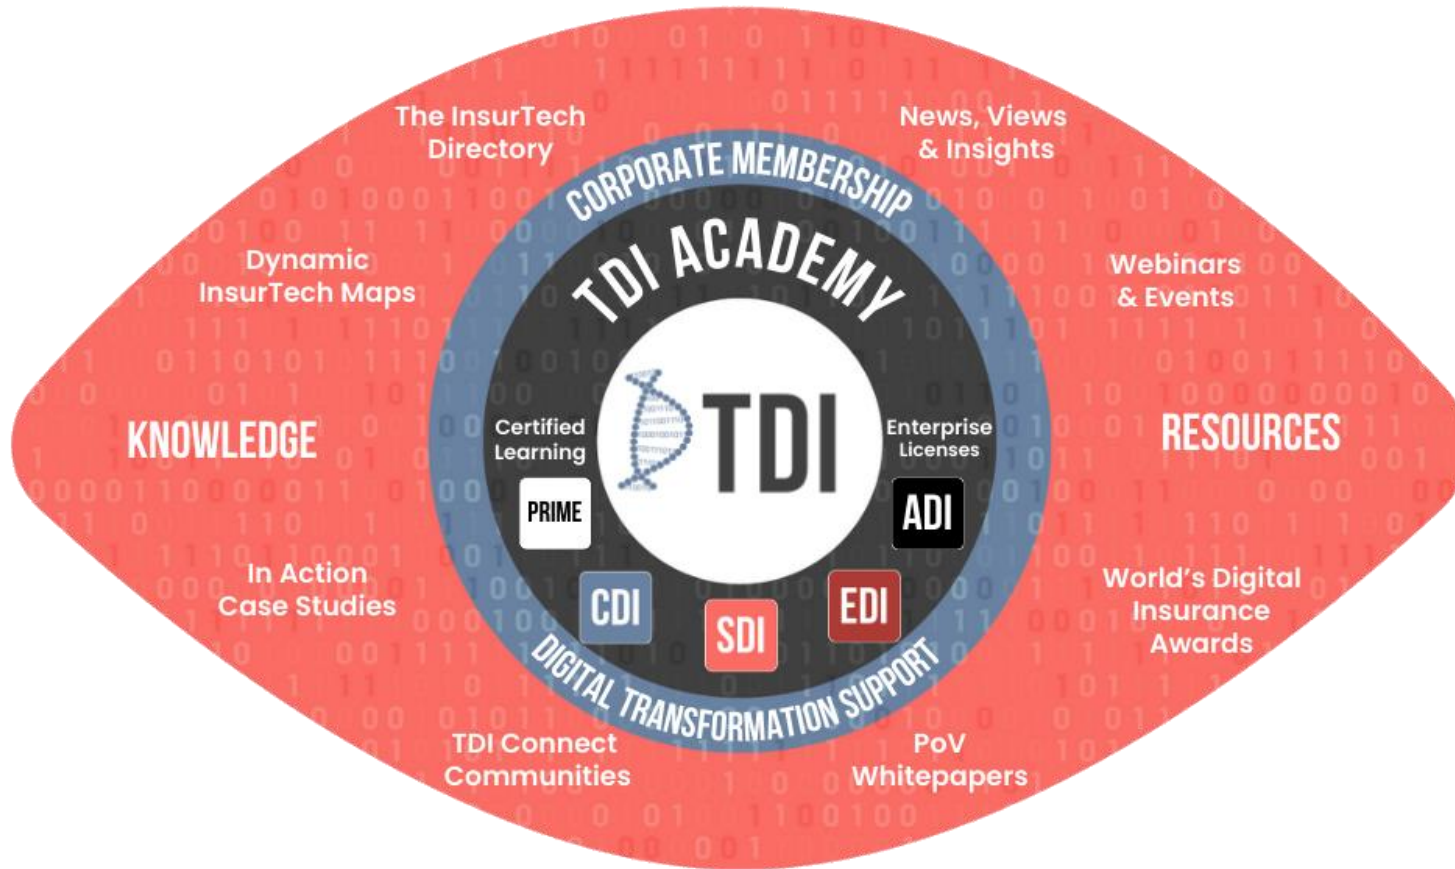 The InsurTech
Directory
News, Views
& Insights
CORPORATE MEMBERSHIP
TDI ACADEMY
Dynamic
InsurTech Maps
Webinars
& Events
KNOWLEDGE
Certified
Learning
TDI
Enterprise
Licenses
RESOURCES
PRIME
ADI
CDI
SDI
EDI
In Action
Case Studies
World's Digital
Insurance
Awards
DIGITAL TRANSFORMATION SUPPORT
TDI Connect
Communities
PoV
Whitepapers